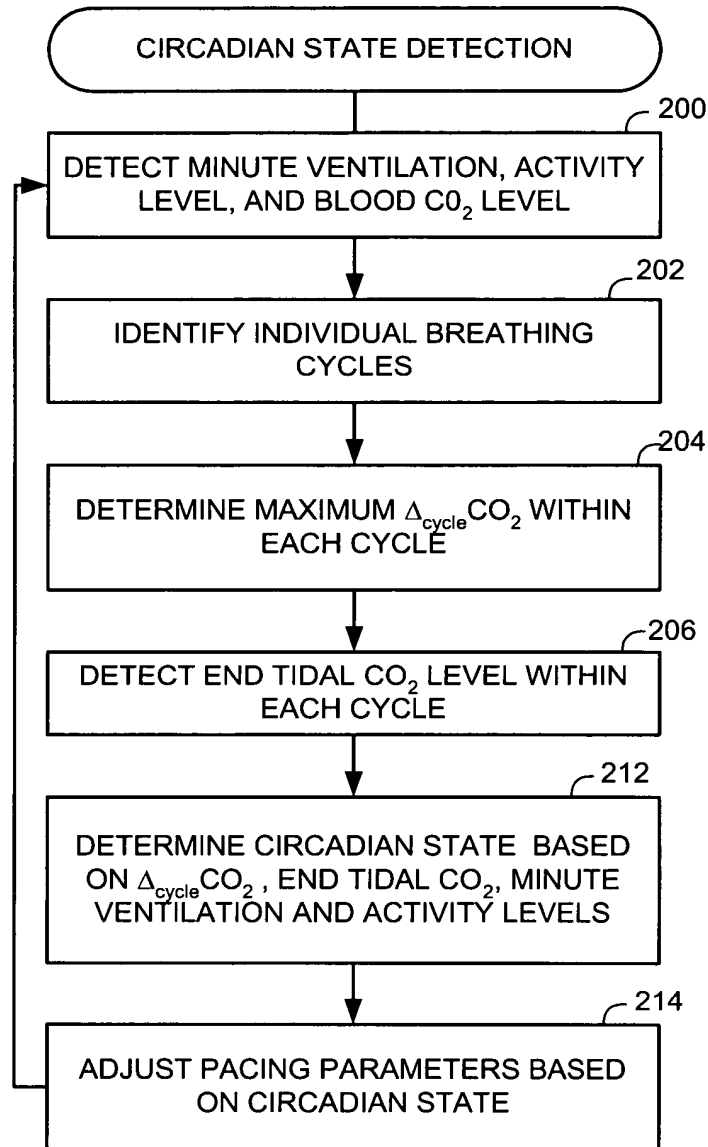 CIRCADIAN STATE DETECTION
200
DETECT MINUTE VENTILATION, ACTIVITY
LEVEL, AND BLOOD C0₂ LEVEL
202
IDENTIFY INDIVIDUAL BREATHING
CYCLES
204
DETERMINE MAXIMUM Δcycle CO₂ WITHIN
EACH CYCLE
206
DETECT END TIDAL CO₂ LEVEL WITHIN
EACH CYCLE
212
DETERMINE CIRCADIAN STATE BASED
ON Δcycle CO₂ , END TIDAL CO₂, MINUTE
VENTILATION AND ACTIVITY LEVELS
214
ADJUST PACING PARAMETERS BASED
ON CIRCADIAN STATE